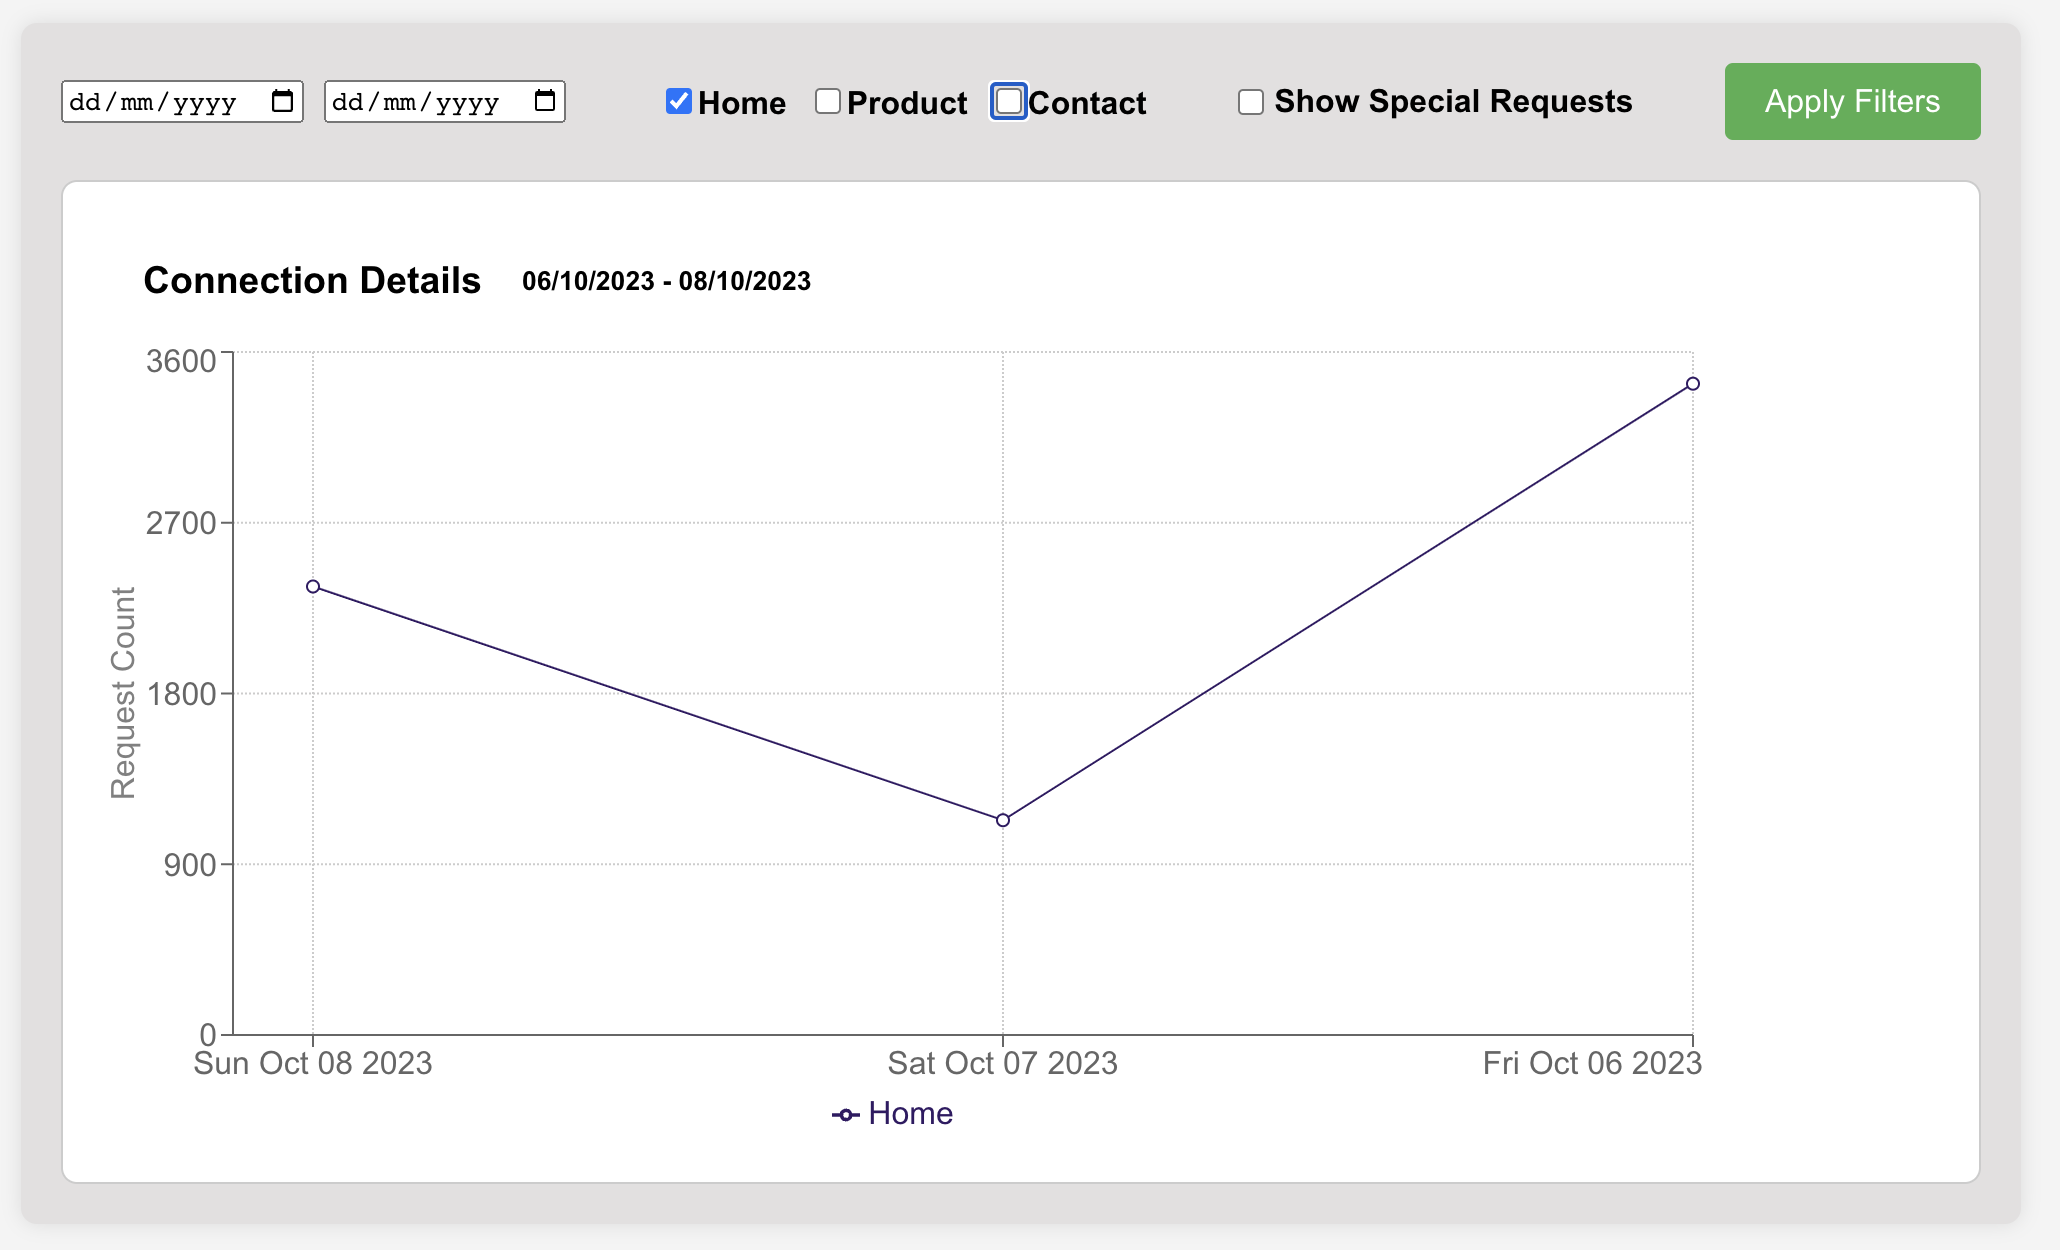 dd/mm/yyyy dd/mm/yyyy Home Product Contact Show Special Requests Apply Filters
Connection Details 06/10/2023 - 08/10/2023
3600
2700
1800
900
0
Request Count
Sun Oct 08 2023 Sat Oct 07 2023 Fri Oct 06 2023
Home